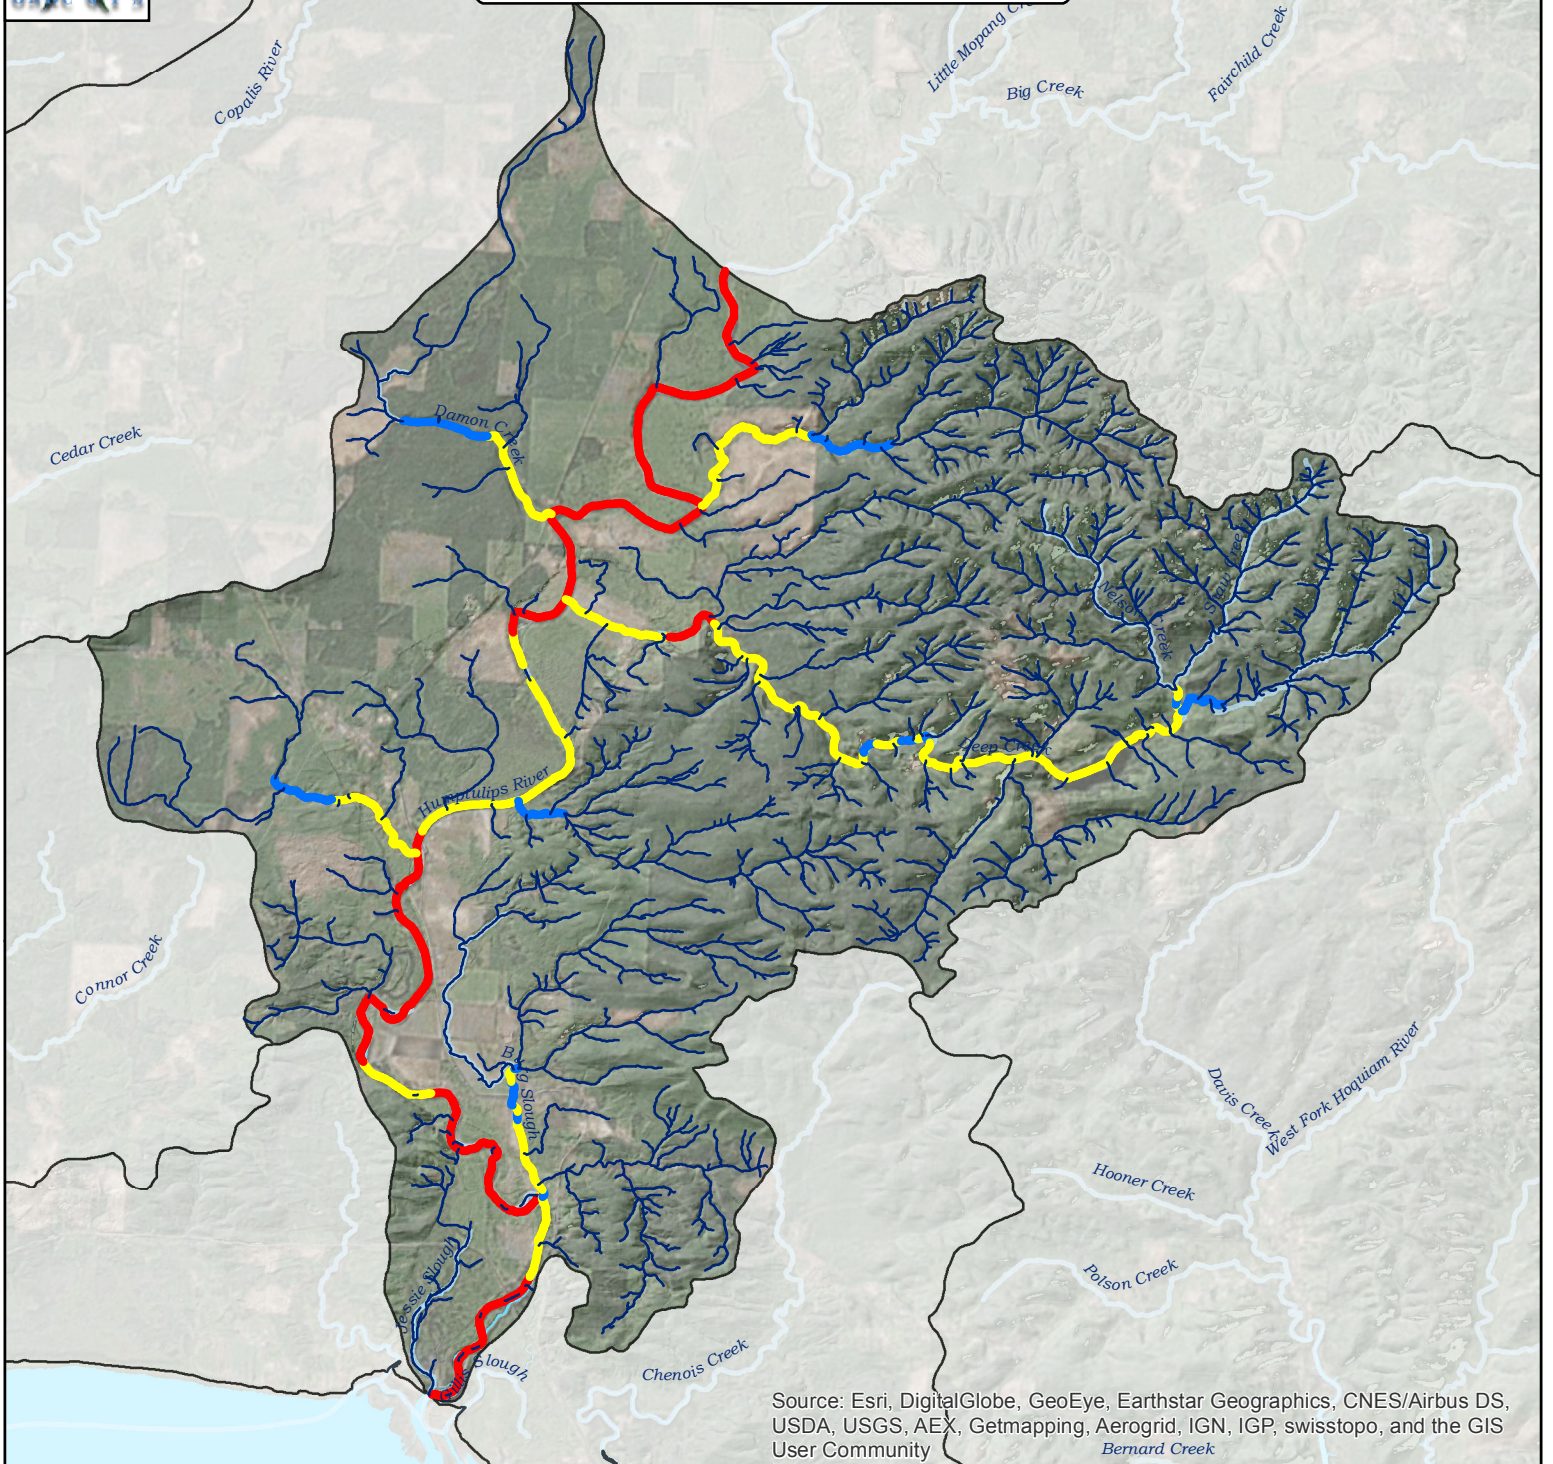 Copalis River
Little Mopang
Big Creek
Fairchild Creek
Cedar Creek
Damon Creek
Nelson Creek
Deep Creek
Humptulips River
Connor Creek
Big Slough
Davis Creek
West Fork Hoquiam River
Hooner Creek
Polson Creek
Jessie Slough
Slough
Chenois Creek
Source: Esri, DigitalGlobe, GeoEye, Earthstar Geographics, CNES/Airbus DS,
USDA, USGS, AEX, Getmapping, Aerogrid, IGN, IGP, swisstopo, and the GIS
User Community
Bernard Creek